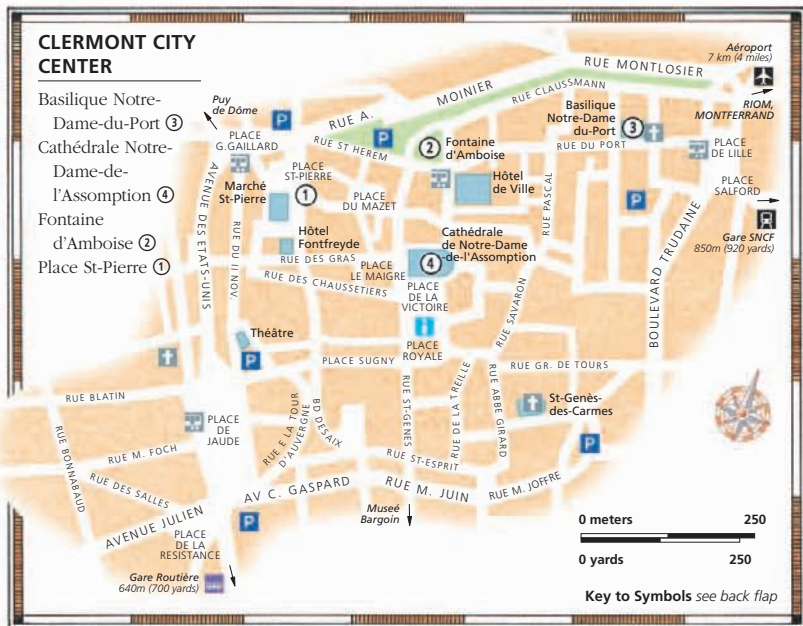 CLERMONT CITY
CENTER
Basilique Notre-
Dame-du-Port ③
Cathédrale Notre-
Dame-de-
l'Assomption ④
Fontaine
d'Amboise ②
Place St-Pierre ①
Puy
de Dôme
P
RUE A.
MOINIER
RUE MONTLOSIER
RUE CLAUSSMANN
Aéroport
7 km (4 miles)
RIOM,
MONTFERRAND
PLACE
G.GAILLARD
P
RUE ST HEREM
②
Fontaine
d'Amboise
Basilique
Notre-Dame
du-Port
③
RUE DU PORT
PLACE
DE LILLE
PLACE
ST-PIERRE
Marché
St-Pierre
①
PLACE
DU MAZET
Hôtel
de Ville
RUE PASCAL
P
PLACE
SALFORD
Gare SNCF
850m (920 yards)
AVENUE DES ETATS-UNIS
RUE DU II NOV.
Hôtel
Fontfreyde
RUE DES GRAS
RUE DES CHAUSSETIERS
PLACE
LE MAIGRE
④
Cathédrale
de Notre-Dame
-de-l'Assomption
PLACE
DE LA
VICTOIRE
BOULEVARD TRUDAINE
RUE SAVARON
Théâtre
P
PLACE
ROYALE
PLACE SUGNY
RUE GR. DE TOURS
RUE BLATIN
PLACE
DE
JAUDE
RUE E LA TOUR
D'AUVERGNE
BD DESAIX
RUE ST-GENES
RUE DE LA TREILLE
RUE ABBE GIRARD
St-Genès-
des-Carmes
P
RUE BONNABAUD
RUE M. FOCH
RUE DES SALLES
RUE ST-ESPRIT
AVENUE JULIEN
AV C. GASPARD
RUE M. JUIN
RUE M. JOFFRE
P
PLACE
DE LA
RESISTANCE
Museé
Bargoin
Gare Routière
640m (700 yards)
0 meters 250
0 yards 250
Key to Symbols see back flap